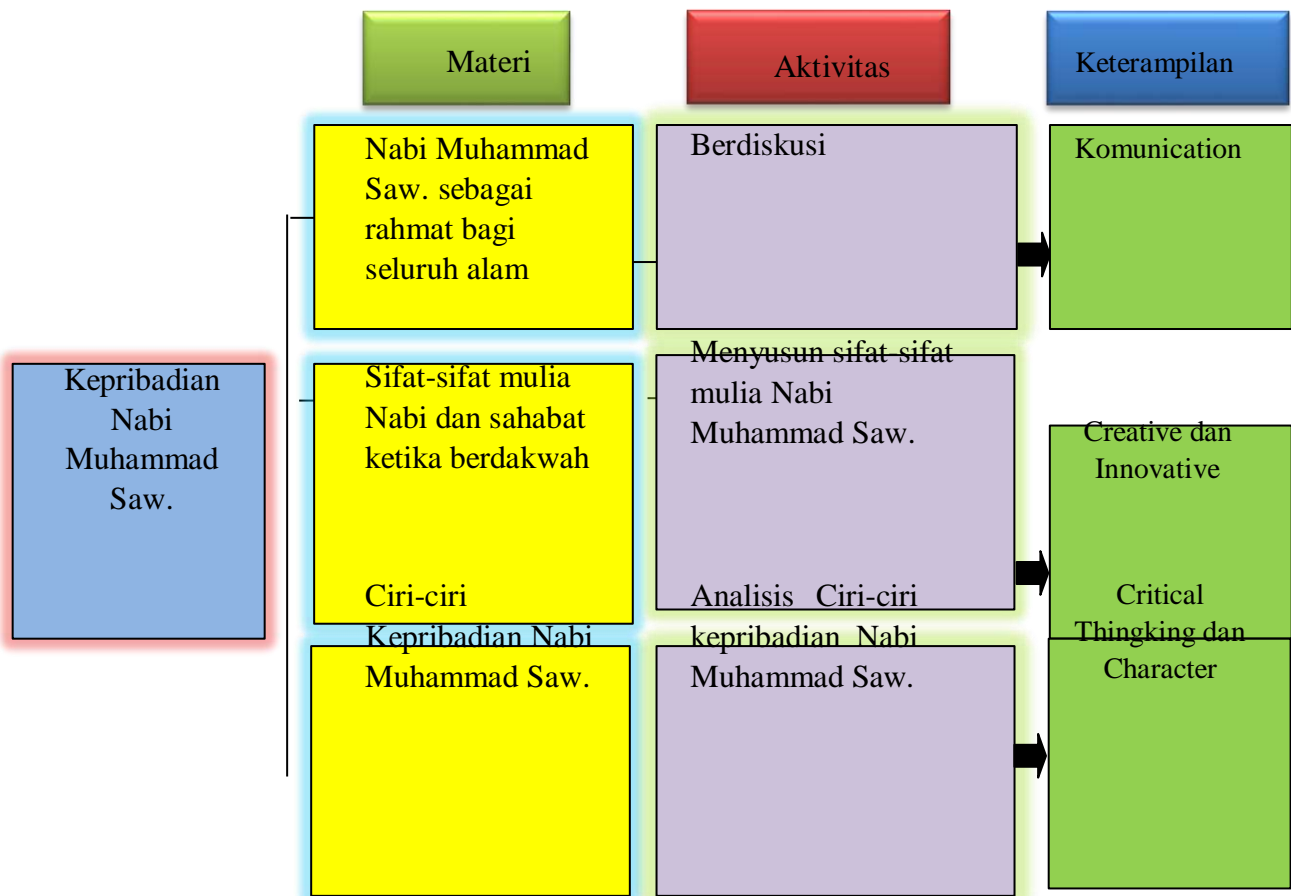 Materi
Aktivitas
Keterampilan
Kepribadian
Nabi
Muhammad
Saw.
Nabi Muhammad
Saw. sebagai
rahmat bagi
seluruh alam
Berdiskusi
Komunication
Sifat-sifat mulia
Nabi dan sahabat
ketika berdakwah
Menyusun sifat-sifat
mulia Nabi
Muhammad Saw.
Creative dan
Innovative
Ciri-ciri
Kepribadian Nabi
Muhammad Saw.
Analisis Ciri-ciri
kepribadian Nabi
Muhammad Saw.
Critical
Thingking dan
Character